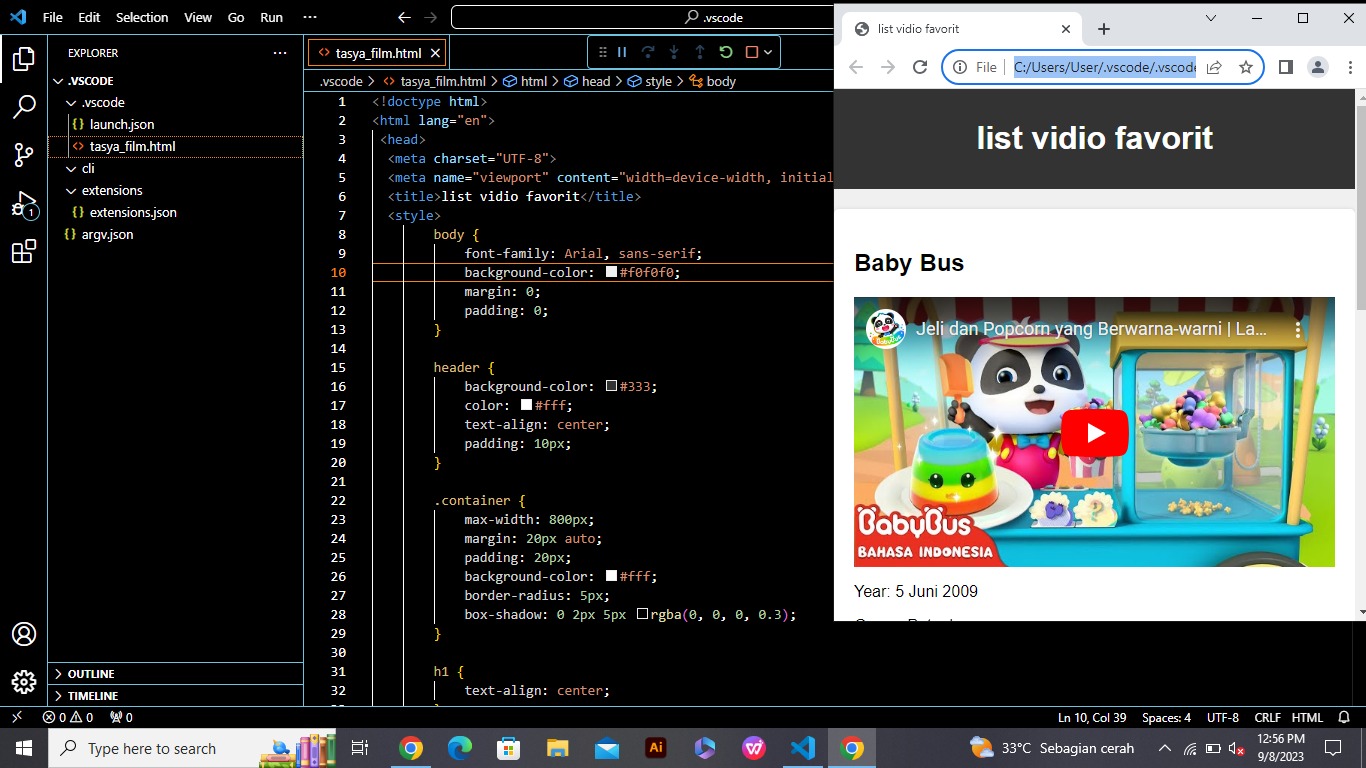 File Edit Selection View Go Run ··· .vscode
EXPLORER ···
.VSCODE
.vscode
{} launch.json
<> tasya_film.html
cli
extensions
{} extensions.json
{} argv.json
OUTLINE
TIMELINE
<> tasya_film.html
.vscode > <> tasya_film.html > html > head > style > body
1 <!doctype html>
2 <html lang="en">
3 <head>
4 <meta charset="UTF-8">
5 <meta name="viewport" content="width=device-width, initial
6 <title>list vidio favorit</title>
7 <style>
8 body {
9 font-family: Arial, sans-serif;
10 background-color: #f0f0f0;
11 margin: 0;
12 padding: 0;
13 }
14
15 header {
16 background-color: #333;
17 color: #fff;
18 text-align: center;
19 padding: 10px;
20 }
21
22 .container {
23 max-width: 800px;
24 margin: 20px auto;
25 padding: 20px;
26 background-color: #fff;
27 border-radius: 5px;
28 box-shadow: 0 2px 5px rgba(0, 0, 0, 0.3);
29 }
30
31 h1 {
32 text-align: center;
list vidio favorit
File C:/Users/User/.vscode/.vscode
list vidio favorit
Baby Bus
Jeli dan Popcorn yang Berwarna-warni | La...
BabyBus
BabyBus
BAHASA INDONESIA
Year: 5 Juni 2009
1
0 0 0
Ln 10, Col 39 Spaces: 4 UTF-8 CRLF HTML
Type here to search
Ai
33°C Sebagian cerah
12:56 PM
9/8/2023